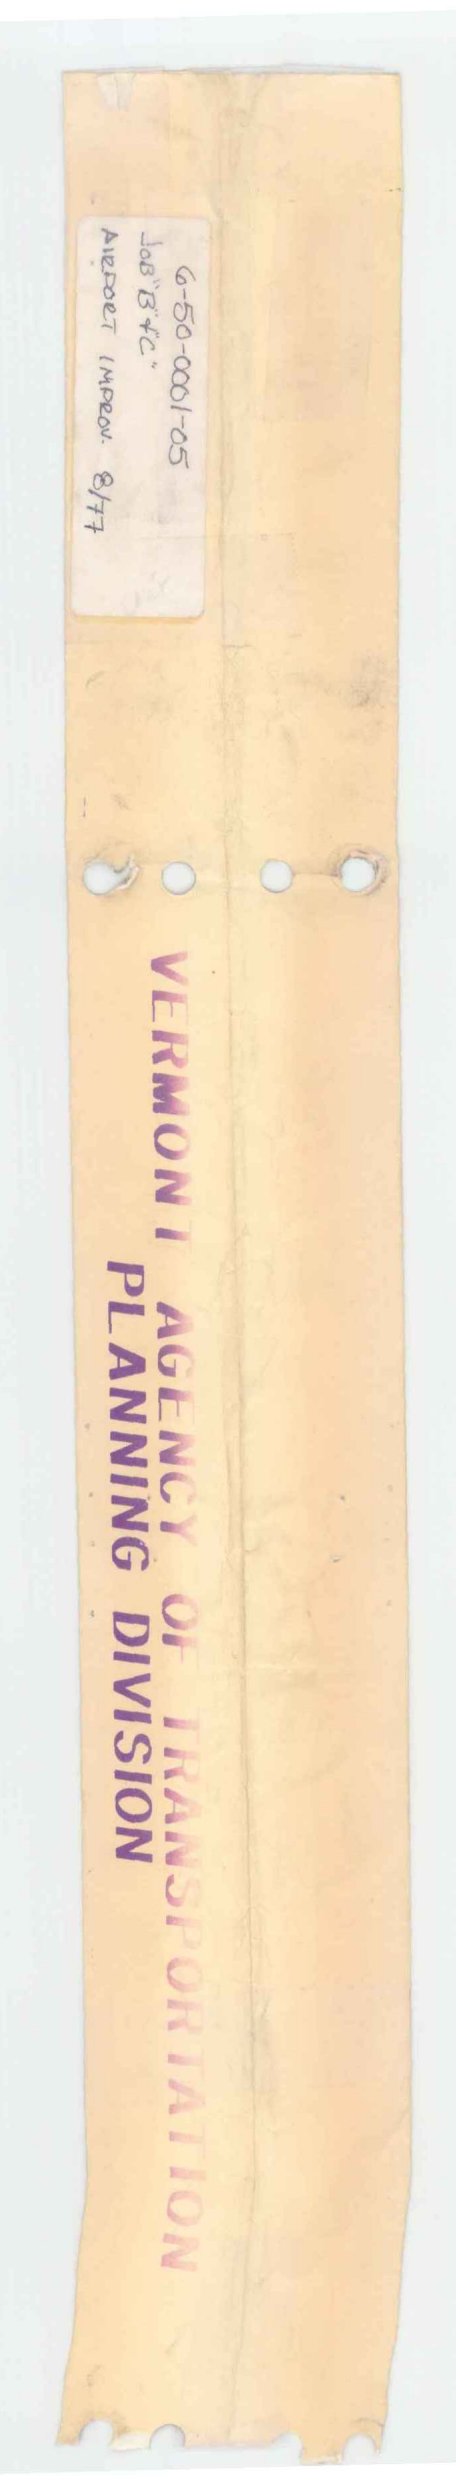 6-50-0001-05
JOB "B" & "C"
AIRPORT IMPROV. 8/77
VERMONT AGENCY OF TRANSPORTATION
PLANNING DIVISION